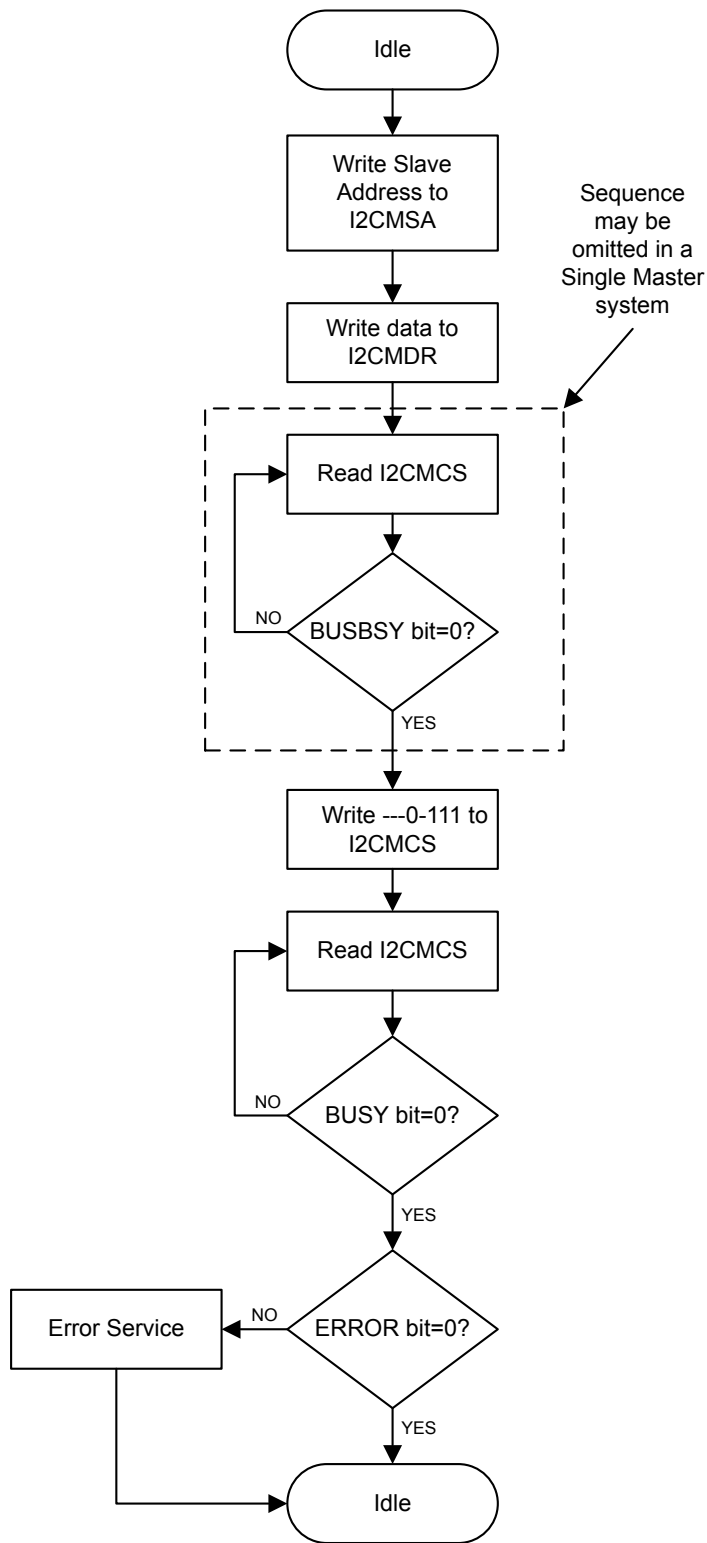 Idle
Write Slave
Address to
I2CMSA
Sequence
may be
omitted in a
Single Master
system
Write data to
I2CMDR
Read I2CMCS
NO
BUSBSY bit=0?
YES
Write ---0-111 to
I2CMCS
Read I2CMCS
NO
BUSY bit=0?
YES
Error Service
NO
ERROR bit=0?
YES
Idle